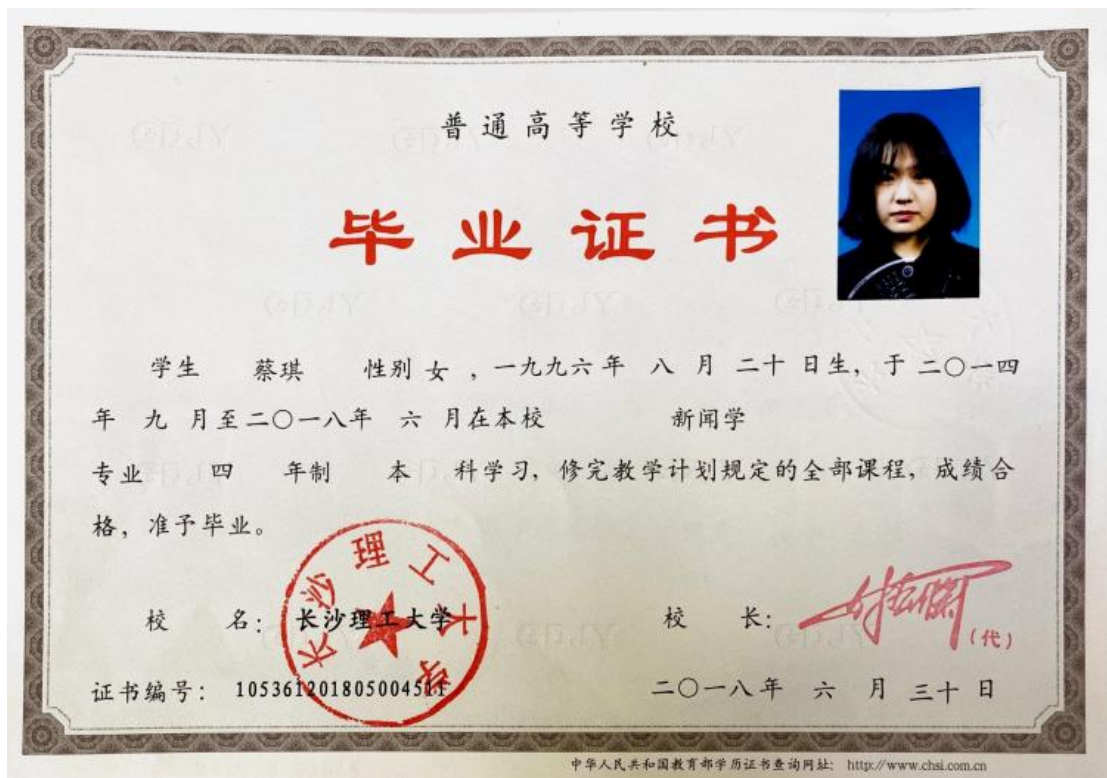 普通高等学校
毕业证书
学生 蔡琪 性别 女 ，一九九六年 八 月 二十 日生，于 二〇一四
年 九 月至二〇一八年 六 月在本校 新闻学
专业 四 年制 本 科学习，修完教学计划规定的全部课程，成绩合
格，准予毕业。
长沙理工大学
校 名：长沙理工大学 校 长： （代）
证书编号：105361201805004511 二〇一八年 六 月 三十 日
中华人民共和国教育部学历证书查询网址：http://www.chsi.com.cn